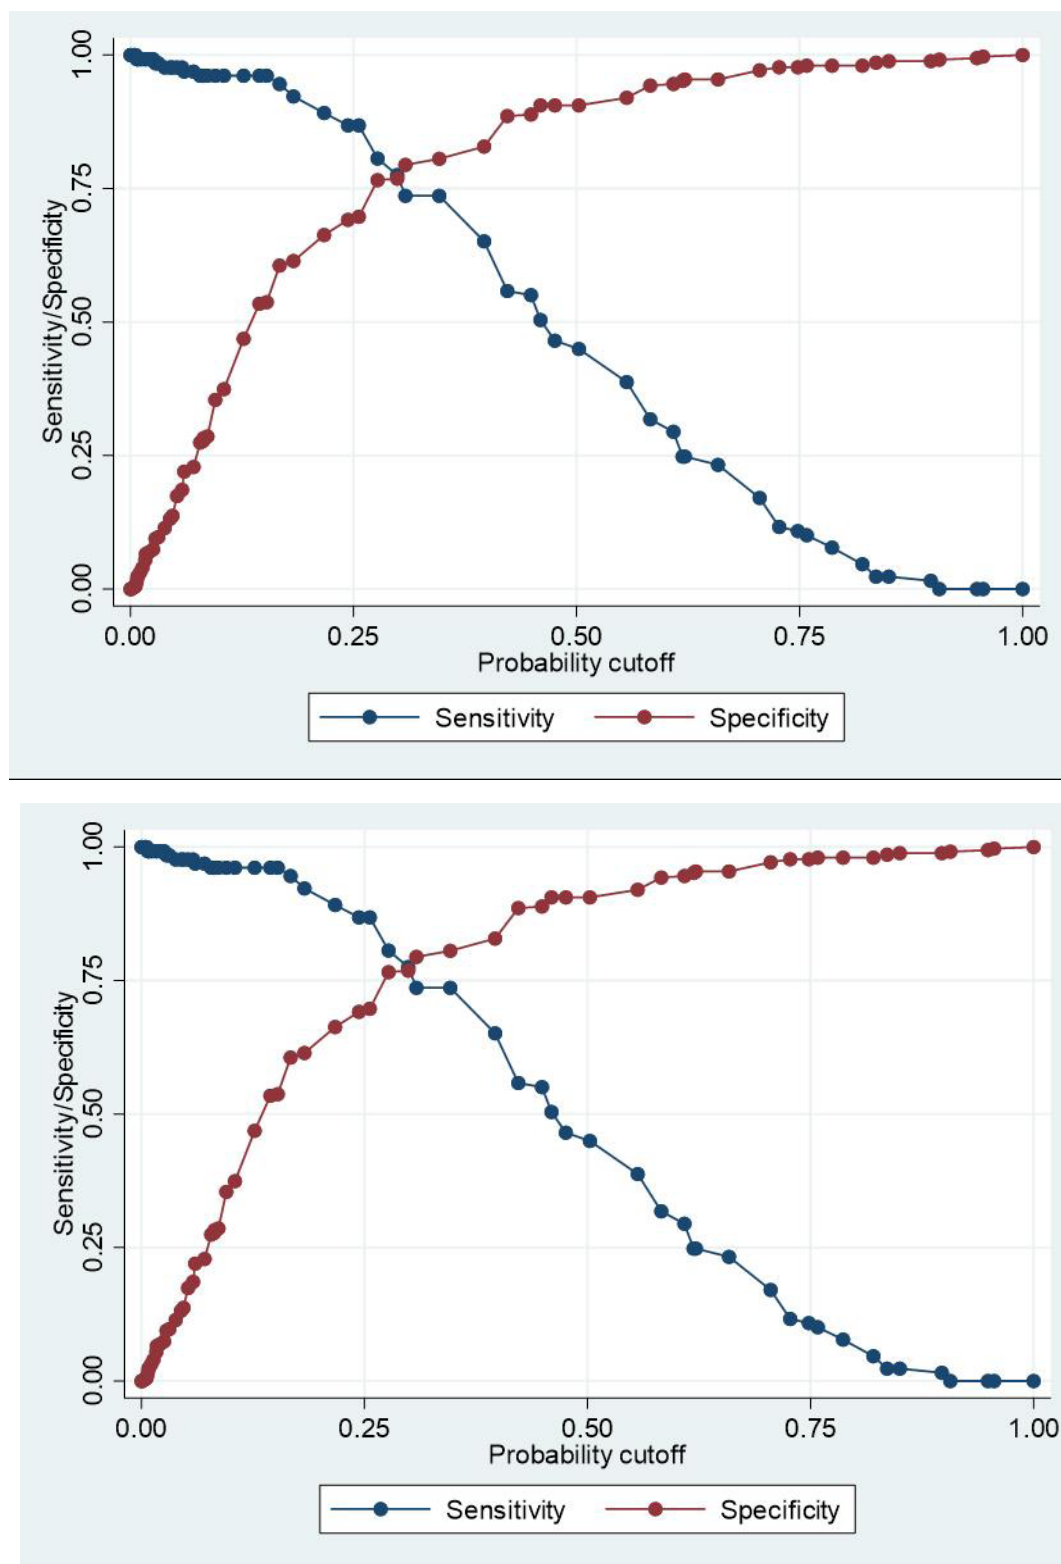 1.00
0.75
0.50
0.25
0.00
Sensitivity/Specificity
0.00 0.25 0.50 0.75 1.00
Probability cutoff
Sensitivity Specificity
1.00
0.75
0.50
0.25
0.00
Sensitivity/Specificity
0.00 0.25 0.50 0.75 1.00
Probability cutoff
Sensitivity Specificity